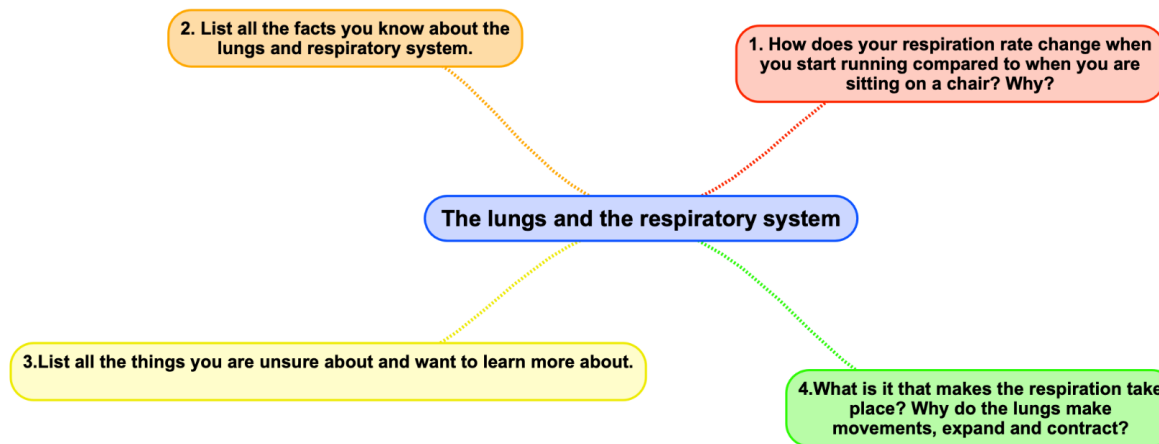 2. List all the facts you know about the
lungs and respiratory system.
1. How does your respiration rate change when
you start running compared to when you are
sitting on a chair? Why?
The lungs and the respiratory system
3.List all the things you are unsure about and want to learn more about.
4.What is it that makes the respiration take
place? Why do the lungs make
movements, expand and contract?